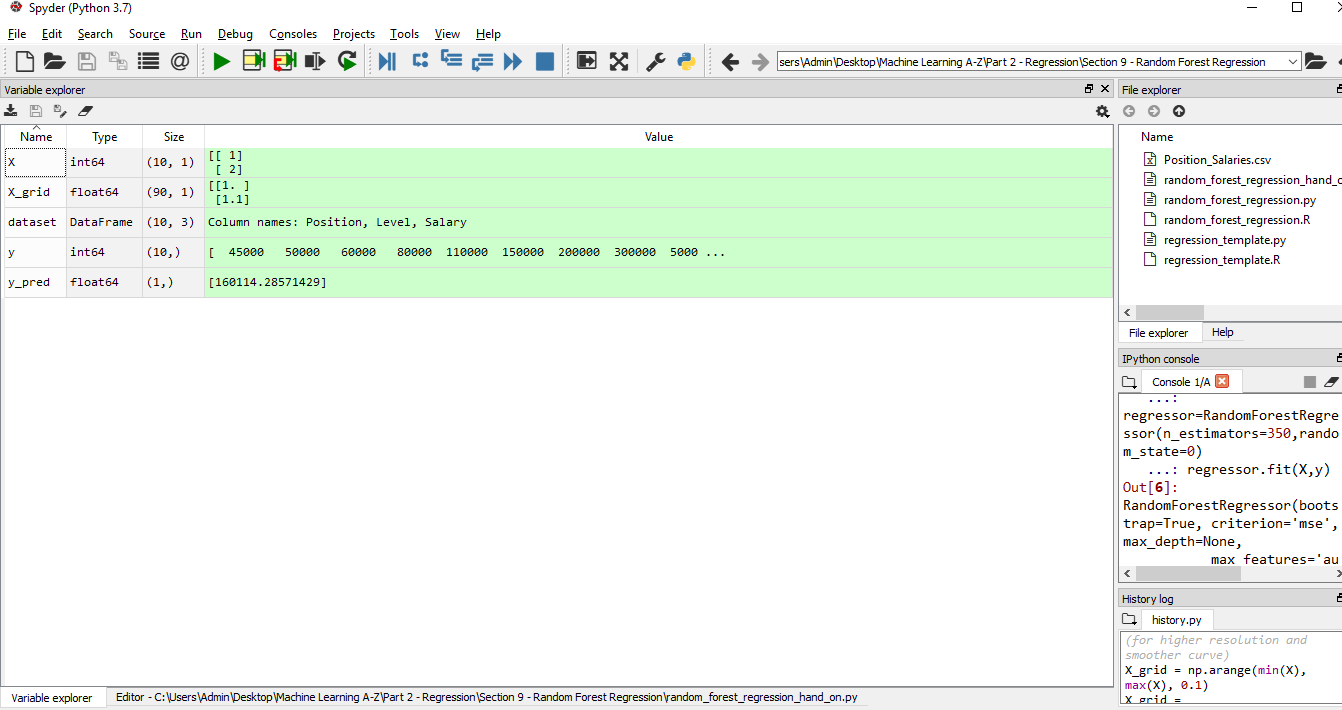 Spyder (Python 3.7)
File Edit Search Source Run Debug Consoles Projects Tools View Help
sers\Admin\Desktop\Machine Learning A-Z\Part 2 - Regression\Section 9 - Random Forest Regression
Variable explorer
Name Type Size Value
X int64 (10, 1) [[ 1]
[ 2]
X_grid float64 (90, 1) [[1. ]
[1.1]
dataset DataFrame (10, 3) Column names: Position, Level, Salary
y int64 (10,) [ 45000 50000 60000 80000 110000 150000 200000 300000 5000 ...
y_pred float64 (1,) [160114.28571429]
Variable explorer
Editor - C:\Users\Admin\Desktop\Machine Learning A-Z\Part 2 - Regression\Section 9 - Random Forest Regression\random_forest_regression_hand_on.py
File explorer
Name
Position_Salaries.csv
random_forest_regression_hand_o
random_forest_regression.py
random_forest_regression.R
regression_template.py
regression_template.R
File explorer Help
IPython console
Console 1/A
...:
regressor=RandomForestRegre
ssor(n_estimators=350,rando
m_state=0)
...: regressor.fit(X,y)
Out[6]:
RandomForestRegressor(boots
trap=True, criterion='mse',
max_depth=None,
max_features='au
History log
history.py
(for higher resolution and
smoother curve)
X_grid = np.arange(min(X),
max(X), 0.1)
X_grid =